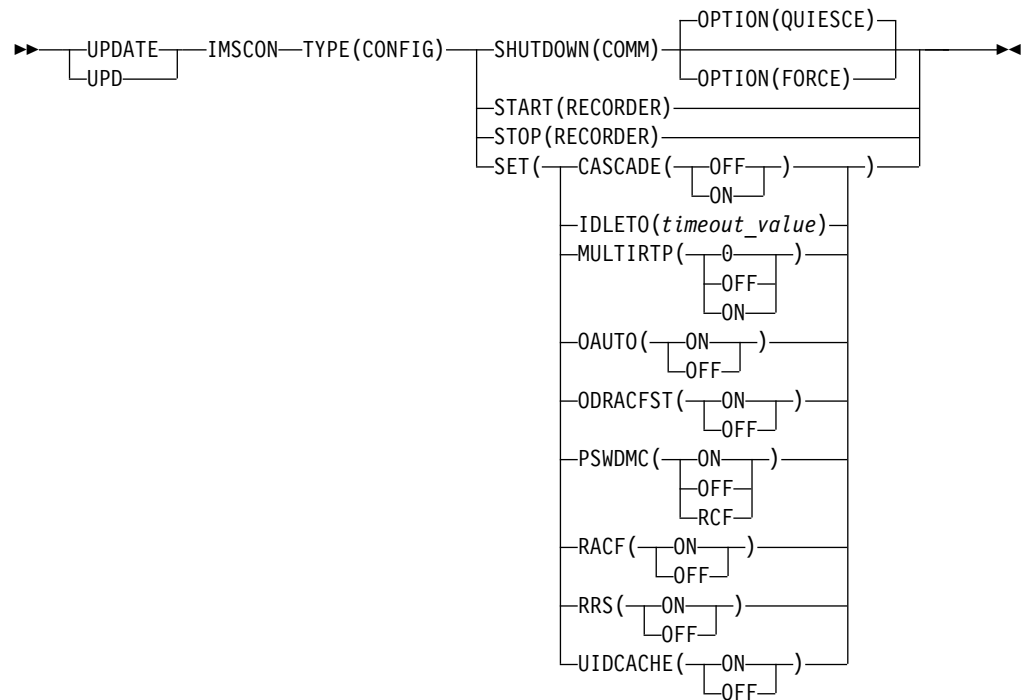 OPTION(QUIESCE)
UPDATE IMSCON TYPE(CONFIG) SHUTDOWN(COMM)
UPD OPTION(FORCE)
START(RECORDER)
STOP(RECORDER)
SET( CASCADE( OFF ) )
ON
IDLETO(timeout_value)
MULTIRTP( 0 )
OFF
ON
OAUTO( ON )
OFF
ODRACFST( ON )
OFF
PSWDMC( ON )
OFF
RCF
RACF( ON )
OFF
RRS( ON )
OFF
UIDCACHE( ON )
OFF